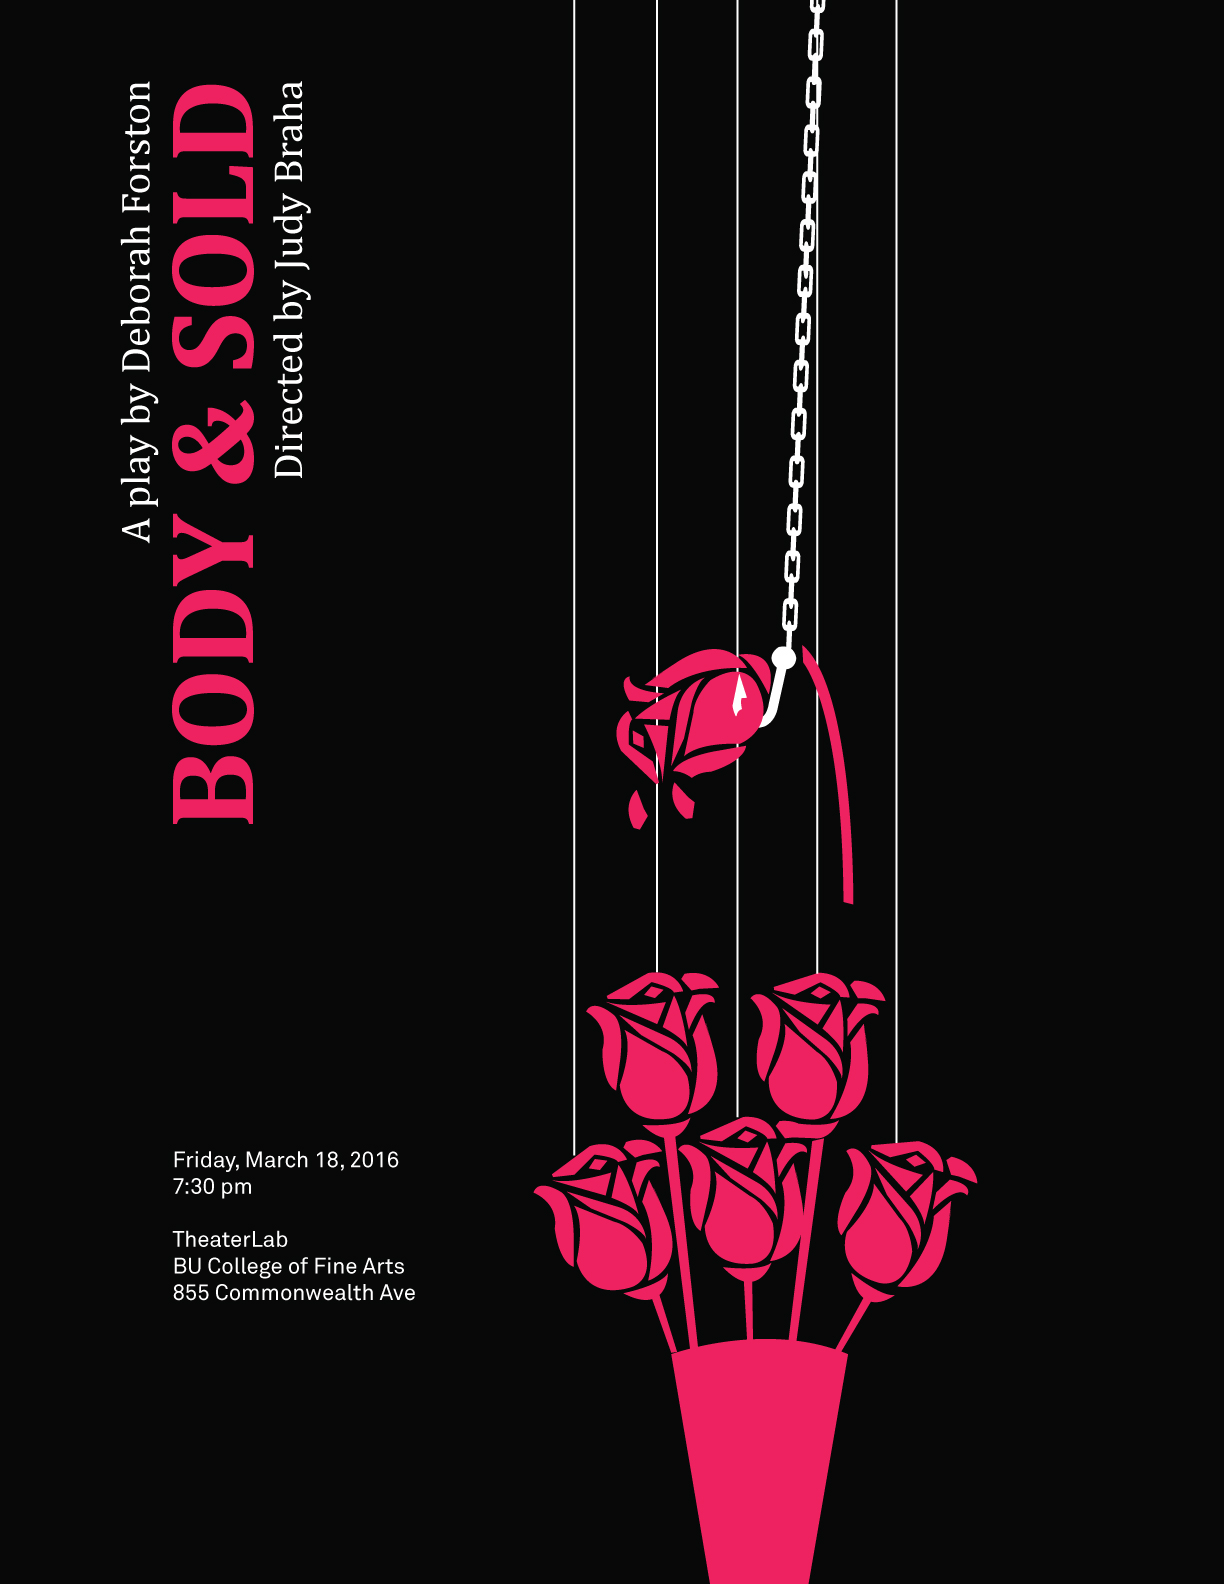 A play by Deborah Forston
BODY & SOLD
Directed by Judy Braha
Friday, March 18, 2016
7:30 pm
TheaterLab
BU College of Fine Arts
855 Commonwealth Ave